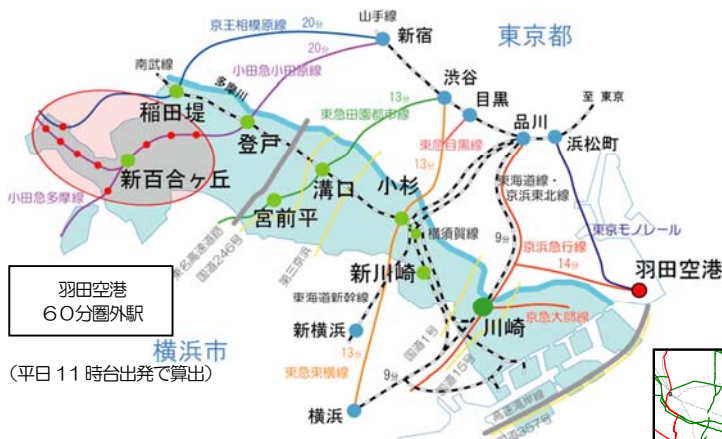 京王相模原線
20分
山手線
新宿
東京都
20分
小田急小田原線
南武線
多摩川
渋谷
至 東京
稲田堤
13分
目黒
東急田園都市線
品川
登戸
東急目黒線
浜松町
新百合ヶ丘
溝口
小杉
13分
東海道線・
京浜東北線
小田急多摩線
宮前平
横須賀線
東京モノレール
東名高速道路
国道246号
第三京浜
9分
京浜急行線
14分
羽田空港
新川崎
羽田空港
60分圏外駅
東海道新幹線
川崎
京急大師線
新横浜
国道1号
横浜市
13分
国道15号
(平日11時台出発で算出)
東急東横線
9分
高速湾岸線
国道357号
横浜